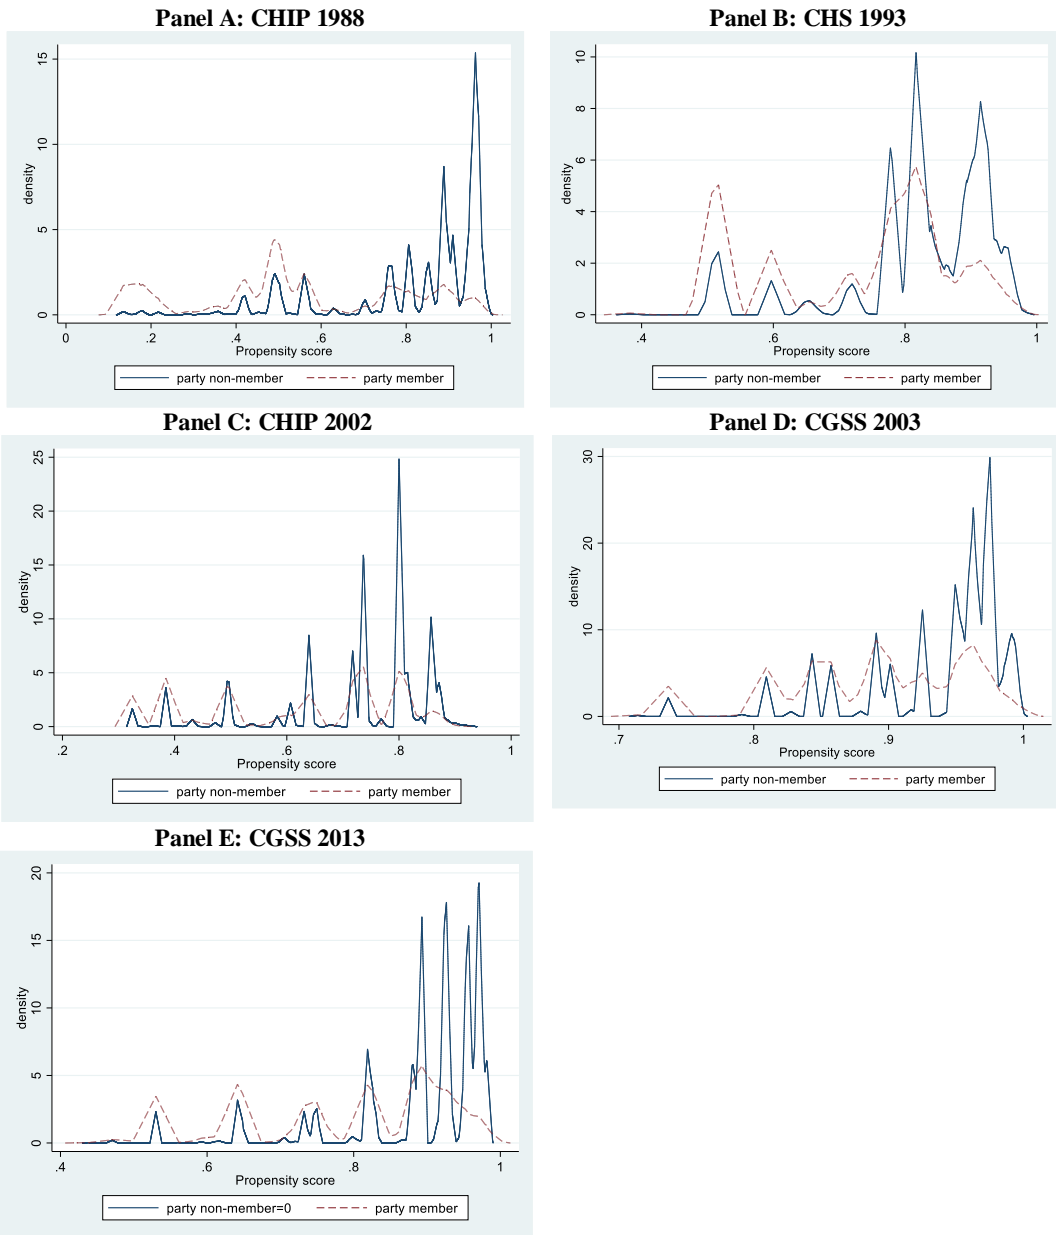 Panel A: CHIP 1988
15
10
5
0
density
0 .2 .4 .6 .8 1
Propensity score
party non-member party member
Panel B: CHS 1993
10
8
6
4
2
0
density
.4 .6 .8 1
Propensity score
party non-member party member
Panel C: CHIP 2002
25
20
15
10
5
0
density
.2 .4 .6 .8 1
Propensity score
party non-member party member
Panel D: CGSS 2003
30
20
10
0
density
.7 .8 .9 1
Propensity score
party non-member party member
Panel E: CGSS 2013
20
15
10
5
0
density
.4 .6 .8 1
Propensity score
party non-member=0 party member